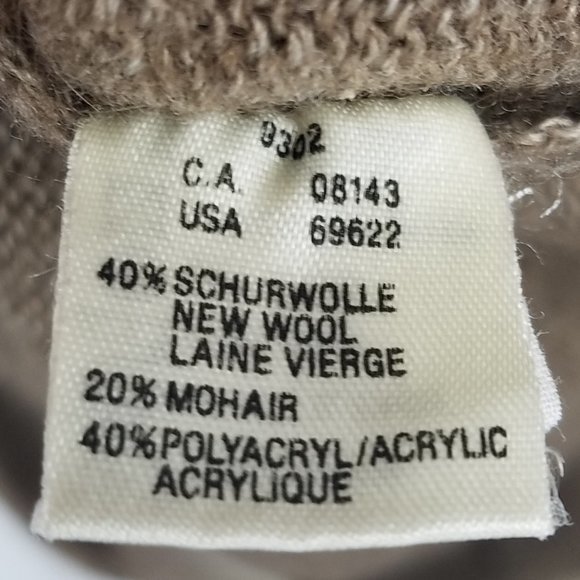 9302
C.A. 08143
USA 69622
40% SCHURWOLLE
NEW WOOL
LAINE VIERGE
20% MOHAIR
40% POLYACRYL/ACRYLIC
ACRYLIQUE